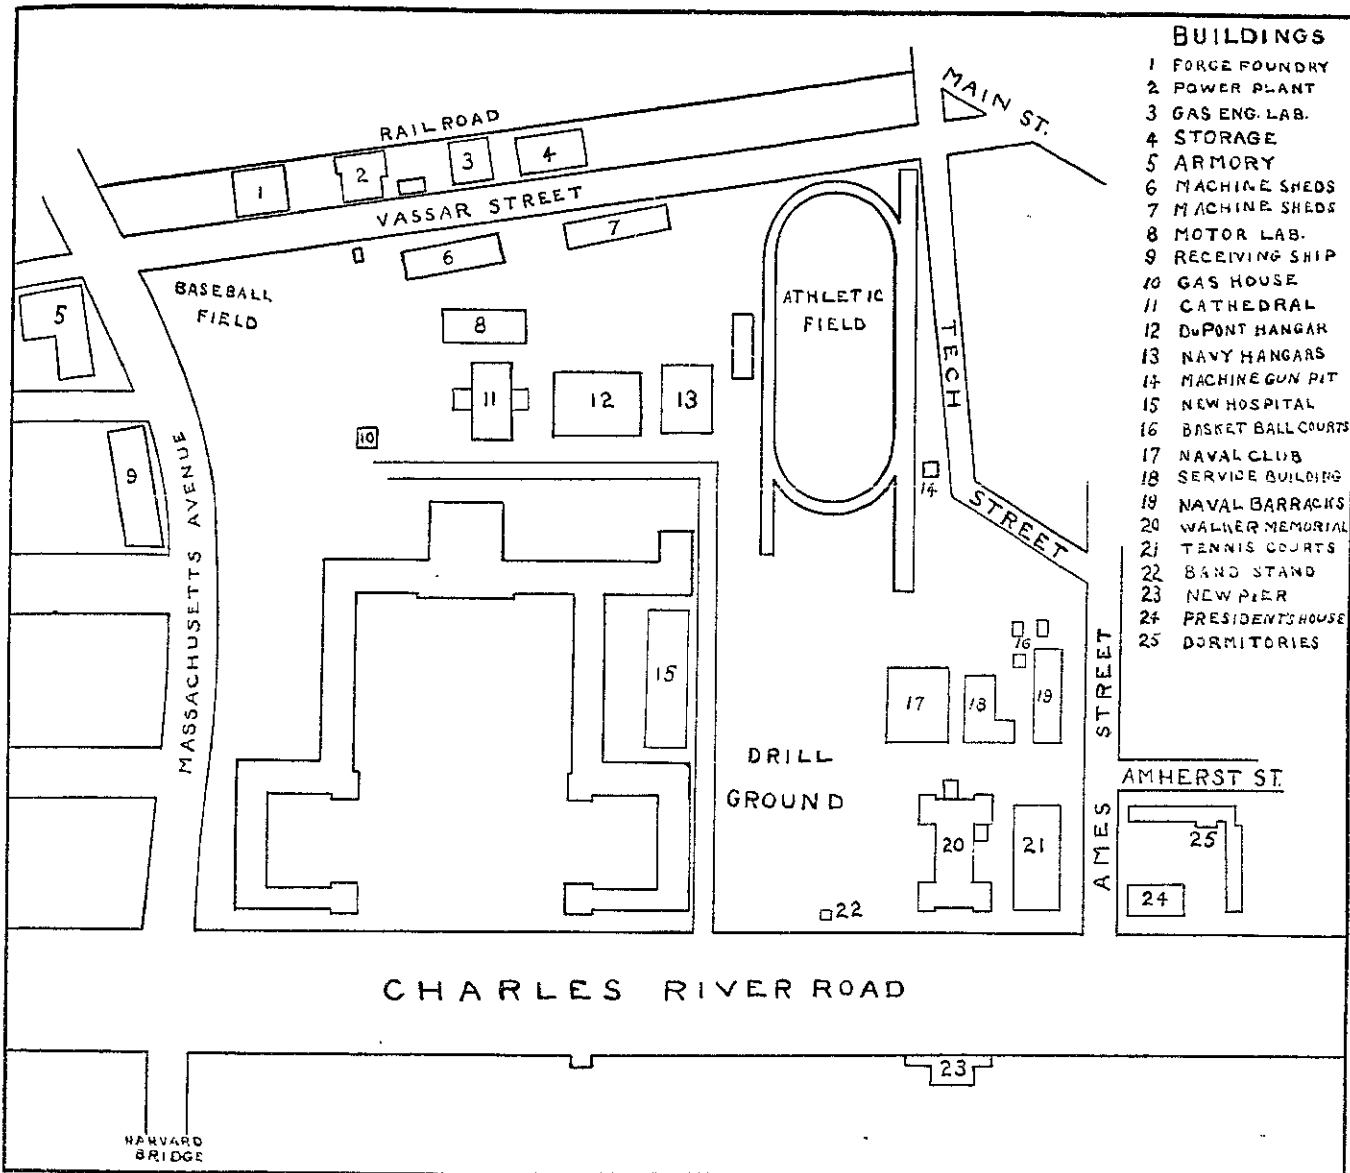 BUILDINGS
1 FORGE FOUNDRY
2 POWER PLANT
3 GAS ENG. LAB.
4 STORAGE
5 ARMORY
6 MACHINE SHEDS
7 MACHINE SHEDS
8 MOTOR LAB.
9 RECEIVING SHIP
10 GAS HOUSE
11 CATHEDRAL
12 DuPONT HANGAR
13 NAVY HANGARS
14 MACHINE GUN PIT
15 NEW HOSPITAL
16 BASKET BALL COURTS
17 NAVAL CLUB
18 SERVICE BUILDING
19 NAVAL BARRACKS
20 WALKER MEMORIAL
21 TENNIS COURTS
22 BAND STAND
23 NEW PIER
24 PRESIDENT'S HOUSE
25 DORMITORIES
MAIN ST.
RAILROAD
1
2
3
4
VASSAR STREET
6
7
BASEBALL
FIELD
5
8
ATHLETIC
FIELD
TECH
STREET
9
10
11
12
13
14
MASSACHUSETTS AVENUE
15
16
17
18
19
DRILL
GROUND
AMES STREET
AMHERST ST.
20
21
22
25
24
CHARLES RIVER ROAD
23
HARVARD
BRIDGE